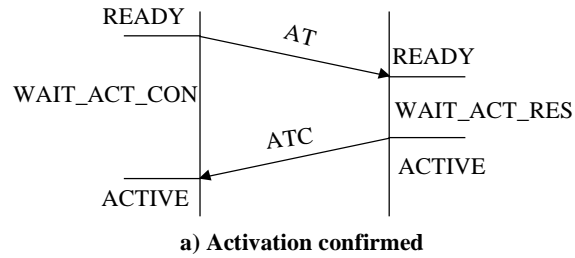 READY
AT
READY
WAIT_ACT_CON
WAIT_ACT_RES
ATC
ACTIVE
ACTIVE
a) Activation confirmed